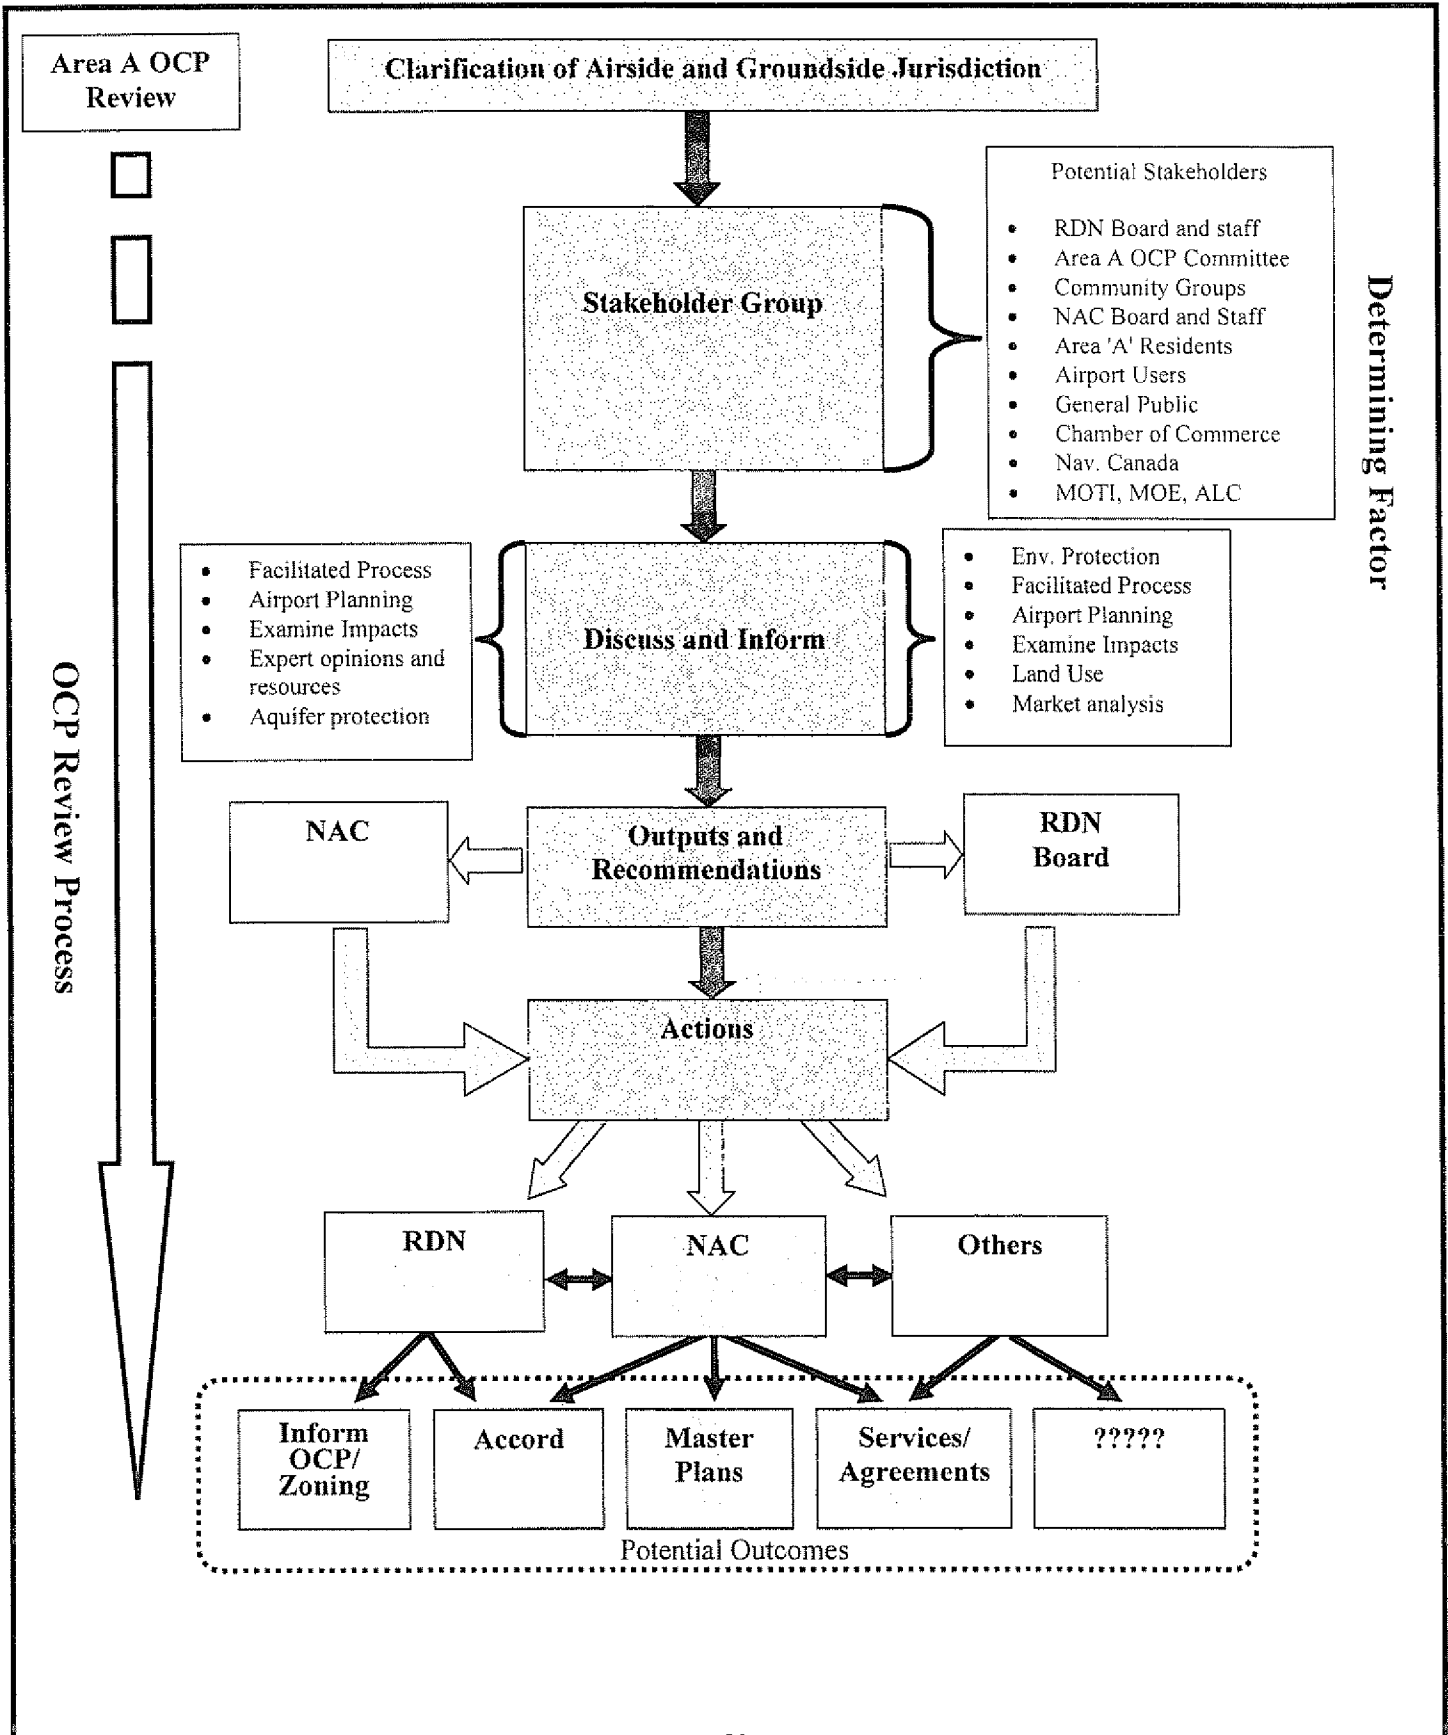 Area A OCP
Review
Clarification of Airside and Groundside Jurisdiction
Potential Stakeholders
• RDN Board and staff
• Area A OCP Committee
• Community Groups
• NAC Board and Staff
• Area 'A' Residents
• Airport Users
• General Public
• Chamber of Commerce
• Nav. Canada
• MOTI, MOE, ALC
Stakeholder Group
Determining Factor
• Facilitated Process
• Airport Planning
• Examine Impacts
• Expert opinions and
resources
• Aquifer protection
Discuss and Inform
• Env. Protection
• Facilitated Process
• Airport Planning
• Examine Impacts
• Land Use
• Market analysis
OCP Review Process
NAC
Outputs and
Recommendations
RDN
Board
Actions
RDN
NAC
Others
Inform
OCP/
Zoning
Accord
Master
Plans
Services/
Agreements
?????
Potential Outcomes